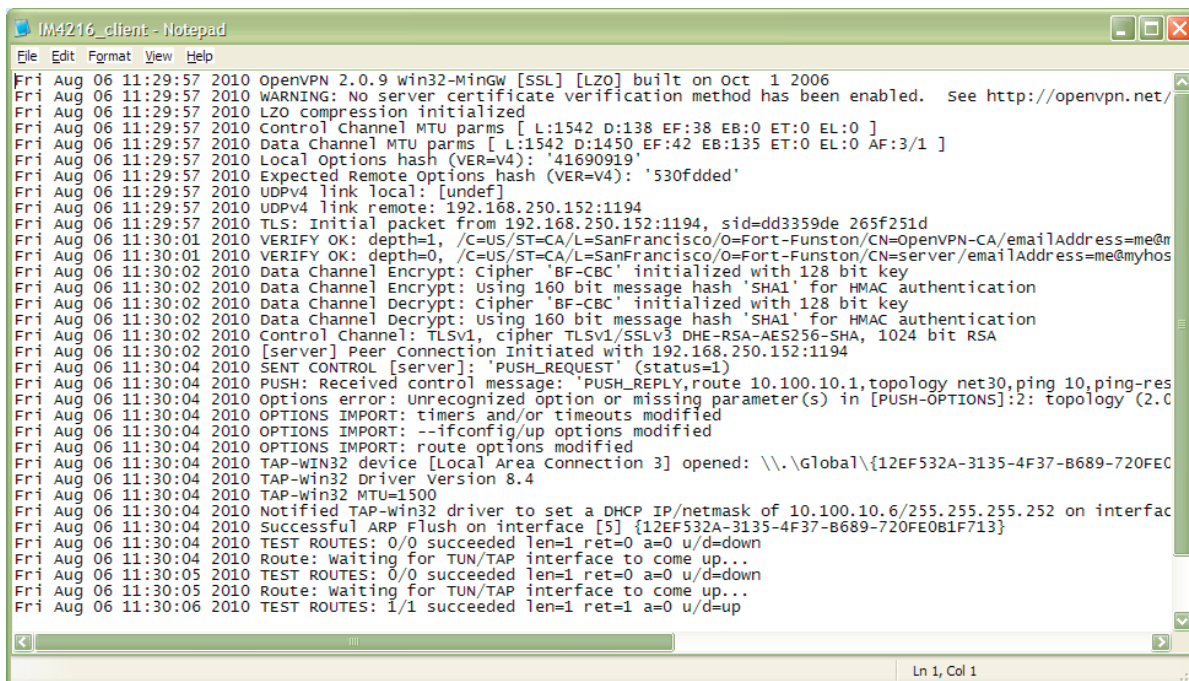 IM4216_client - Notepad
File Edit Format View Help
Fri Aug 06 11:29:57 2010 OpenVPN 2.0.9 Win32-MinGW [SSL] [LZO] built on Oct  1 2006
Fri Aug 06 11:29:57 2010 WARNING: No server certificate verification method has been enabled.  See http://openvpn.net/
Fri Aug 06 11:29:57 2010 LZO compression initialized
Fri Aug 06 11:29:57 2010 Control Channel MTU parms [ L:1542 D:138 EF:38 EB:0 ET:0 EL:0 ]
Fri Aug 06 11:29:57 2010 Data Channel MTU parms [ L:1542 D:1450 EF:42 EB:135 ET:0 EL:0 AF:3/1 ]
Fri Aug 06 11:29:57 2010 Local Options hash (VER=V4): '41690919'
Fri Aug 06 11:29:57 2010 Expected Remote Options hash (VER=V4): '530fdded'
Fri Aug 06 11:29:57 2010 UDPv4 link local: [undef]
Fri Aug 06 11:29:57 2010 UDPv4 link remote: 192.168.250.152:1194
Fri Aug 06 11:29:57 2010 TLS: Initial packet from 192.168.250.152:1194, sid=dd3359de 265f251d
Fri Aug 06 11:30:01 2010 VERIFY OK: depth=1, /C=US/ST=CA/L=SanFrancisco/O=Fort-Funston/CN=OpenVPN-CA/emailAddress=me@m
Fri Aug 06 11:30:01 2010 VERIFY OK: depth=0, /C=US/ST=CA/L=SanFrancisco/O=Fort-Funston/CN=server/emailAddress=me@myhos
Fri Aug 06 11:30:02 2010 Data Channel Encrypt: Cipher 'BF-CBC' initialized with 128 bit key
Fri Aug 06 11:30:02 2010 Data Channel Encrypt: Using 160 bit message hash 'SHA1' for HMAC authentication
Fri Aug 06 11:30:02 2010 Data Channel Decrypt: Cipher 'BF-CBC' initialized with 128 bit key
Fri Aug 06 11:30:02 2010 Data Channel Decrypt: Using 160 bit message hash 'SHA1' for HMAC authentication
Fri Aug 06 11:30:02 2010 Control Channel: TLSv1, cipher TLSv1/SSLv3 DHE-RSA-AES256-SHA, 1024 bit RSA
Fri Aug 06 11:30:02 2010 [server] Peer Connection Initiated with 192.168.250.152:1194
Fri Aug 06 11:30:04 2010 SENT CONTROL [server]: 'PUSH_REQUEST' (status=1)
Fri Aug 06 11:30:04 2010 PUSH: Received control message: 'PUSH_REPLY,route 10.100.10.1,topology net30,ping 10,ping-res
Fri Aug 06 11:30:04 2010 Options error: Unrecognized option or missing parameter(s) in [PUSH-OPTIONS]:2: topology (2.0
Fri Aug 06 11:30:04 2010 OPTIONS IMPORT: timers and/or timeouts modified
Fri Aug 06 11:30:04 2010 OPTIONS IMPORT: --ifconfig/up options modified
Fri Aug 06 11:30:04 2010 OPTIONS IMPORT: route options modified
Fri Aug 06 11:30:04 2010 TAP-WIN32 device [Local Area Connection 3] opened: \\.\Global\{12EF532A-3135-4F37-B689-720FE0
Fri Aug 06 11:30:04 2010 TAP-Win32 Driver Version 8.4
Fri Aug 06 11:30:04 2010 TAP-Win32 MTU=1500
Fri Aug 06 11:30:04 2010 Notified TAP-Win32 driver to set a DHCP IP/netmask of 10.100.10.6/255.255.255.252 on interfac
Fri Aug 06 11:30:04 2010 Successful ARP Flush on interface [5] {12EF532A-3135-4F37-B689-720FE0B1F713}
Fri Aug 06 11:30:04 2010 TEST ROUTES: 0/0 succeeded len=1 ret=0 a=0 u/d=down
Fri Aug 06 11:30:04 2010 Route: Waiting for TUN/TAP interface to come up...
Fri Aug 06 11:30:05 2010 TEST ROUTES: 0/0 succeeded len=1 ret=0 a=0 u/d=down
Fri Aug 06 11:30:05 2010 Route: Waiting for TUN/TAP interface to come up...
Fri Aug 06 11:30:06 2010 TEST ROUTES: 1/1 succeeded len=1 ret=1 a=0 u/d=up
Ln 1, Col 1